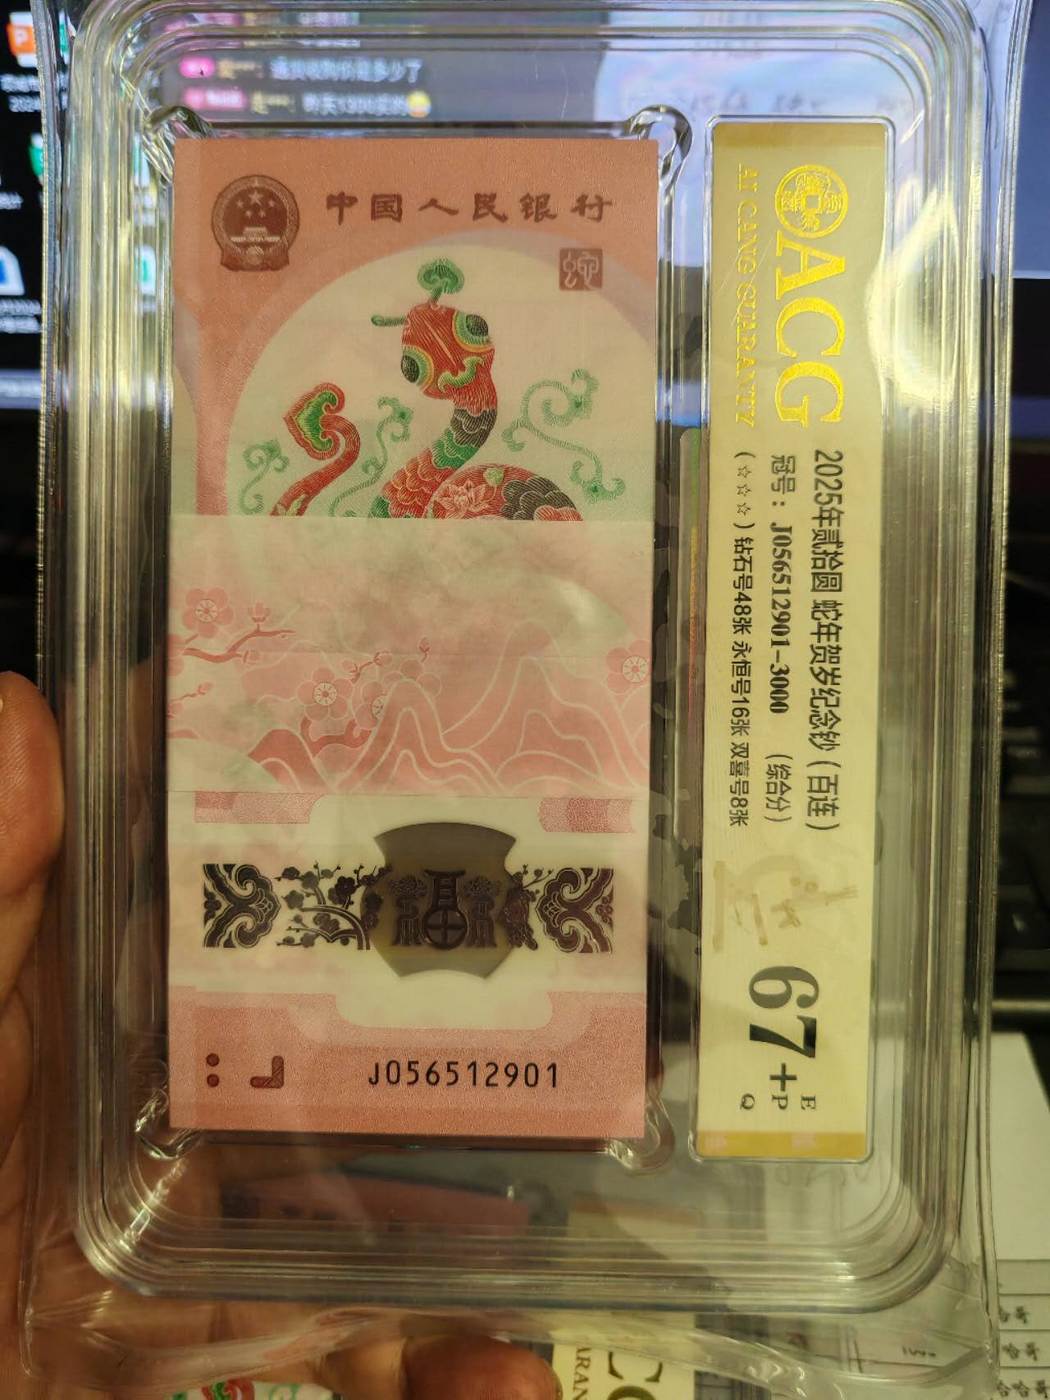 中国人民银行
J056512901
ACG
AI CANG GUARANTY
2025年贰拾圆 蛇年贺岁纪念钞（百连）
冠号：J056512901-3000 （综合分）
（☆☆☆）钻石号48张 永恒号16张 双喜号8张
67+
E
P
Q